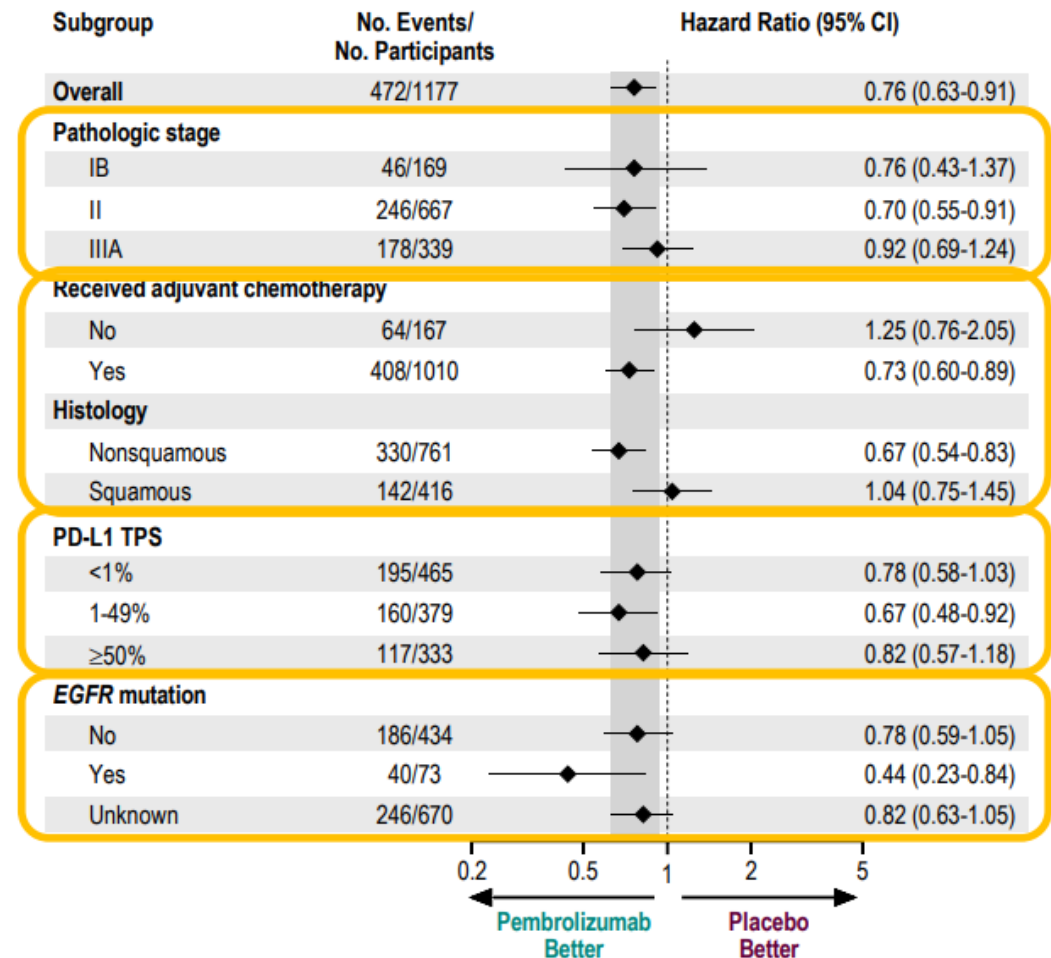 Subgroup No. Events/ Hazard Ratio (95% CI)
No. Participants
Overall 472/1177 0.76 (0.63-0.91)
Pathologic stage
IB 46/169 0.76 (0.43-1.37)
II 246/667 0.70 (0.55-0.91)
IIIA 178/339 0.92 (0.69-1.24)
Received adjuvant chemotherapy
No 64/167 1.25 (0.76-2.05)
Yes 408/1010 0.73 (0.60-0.89)
Histology
Nonsquamous 330/761 0.67 (0.54-0.83)
Squamous 142/416 1.04 (0.75-1.45)
PD-L1 TPS
<1% 195/465 0.78 (0.58-1.03)
1-49% 160/379 0.67 (0.48-0.92)
≥50% 117/333 0.82 (0.57-1.18)
EGFR mutation
No 186/434 0.78 (0.59-1.05)
Yes 40/73 0.44 (0.23-0.84)
Unknown 246/670 0.82 (0.63-1.05)
0.2 0.5 1 2 5
Pembrolizumab Placebo
Better Better